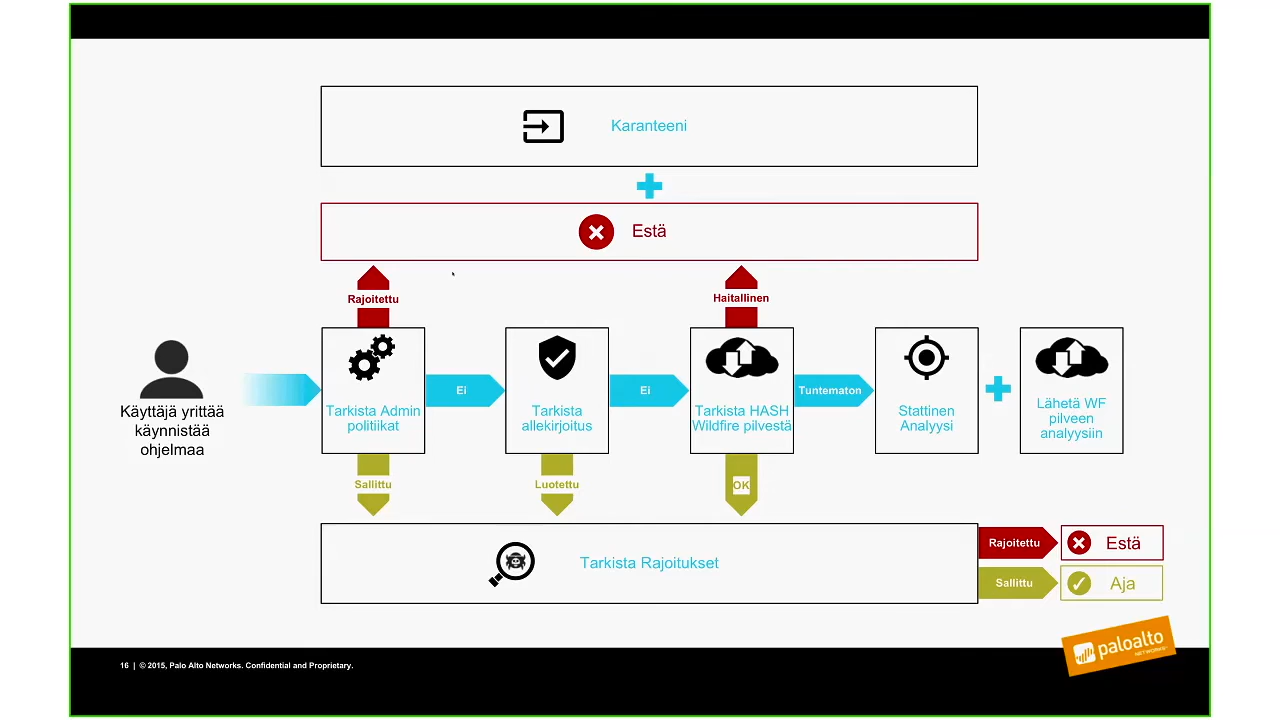 Karanteeni
Estä
Rajoitettu
Haitallinen
Käyttäjä yrittää
käynnistää
ohjelmaa
Tarkista Admin
politiikat
Ei
Tarkista
allekirjoitus
Ei
Tarkista HASH
Wildfire pilvestä
Tuntematon
Stattinen
Analyysi
Lähetä WF
pilveen
analyysiin
Sallittu
Luotettu
OK
Tarkista Rajoitukset
Rajoitettu
Estä
Sallittu
Aja
paloalto
NETWORKS
16 | © 2015, Palo Alto Networks. Confidential and Proprietary.